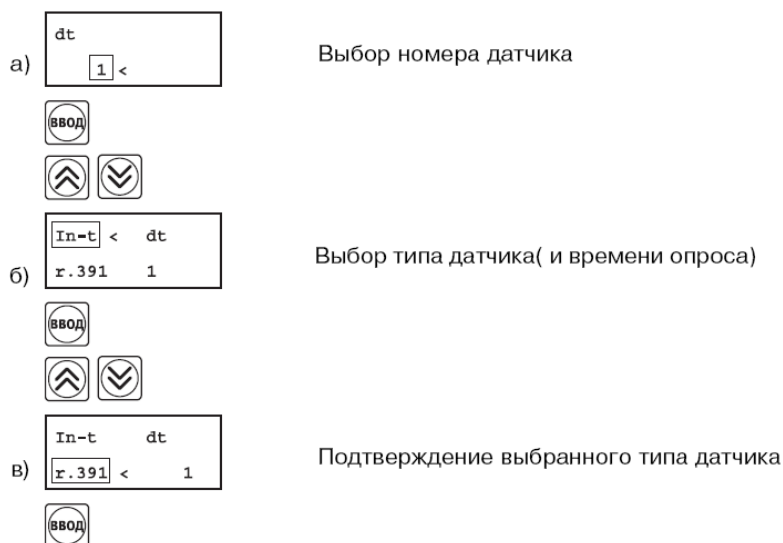 dt
а) 1 < Выбор номера датчика
ВВОД
In-t < dt
б) r.391 1 Выбор типа датчика( и времени опроса)
ВВОД
In-t dt
в) r.391 < 1 Подтверждение выбранного типа датчика
ВВОД